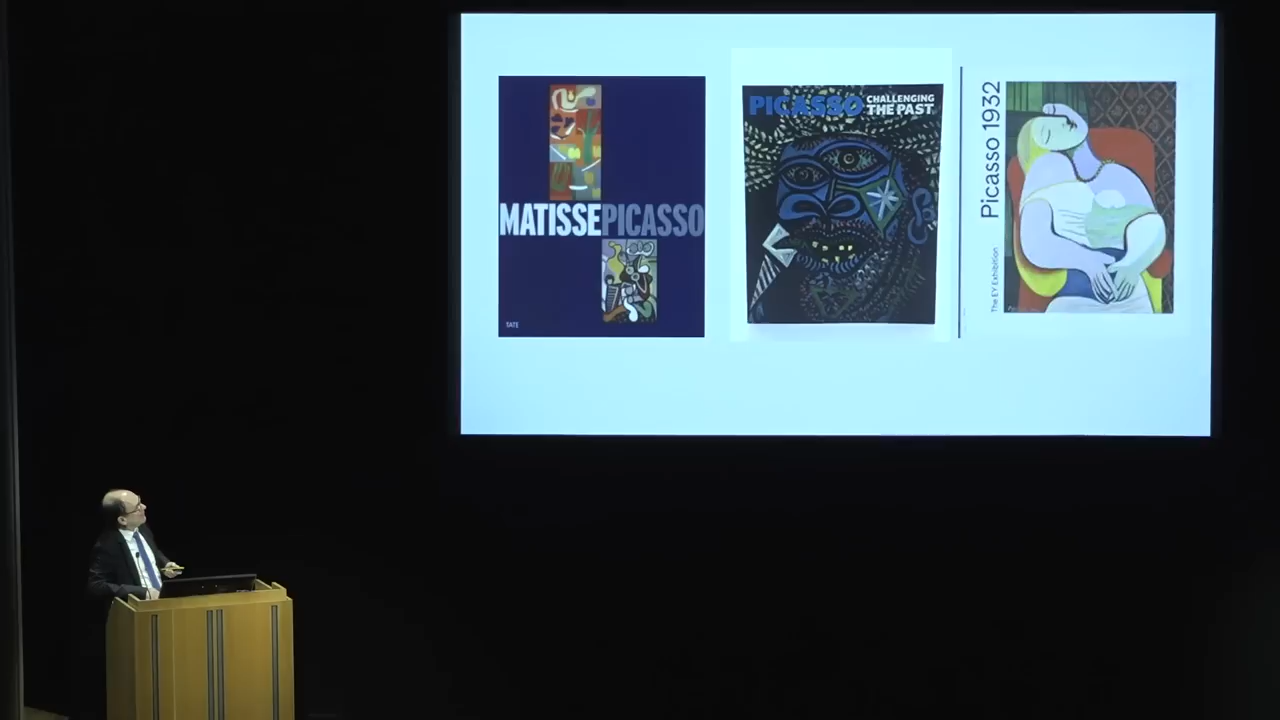 MATISSEPICASSO
TATE
PICASSO CHALLENGING
THE PAST
Picasso 1932
The EY Exhibition